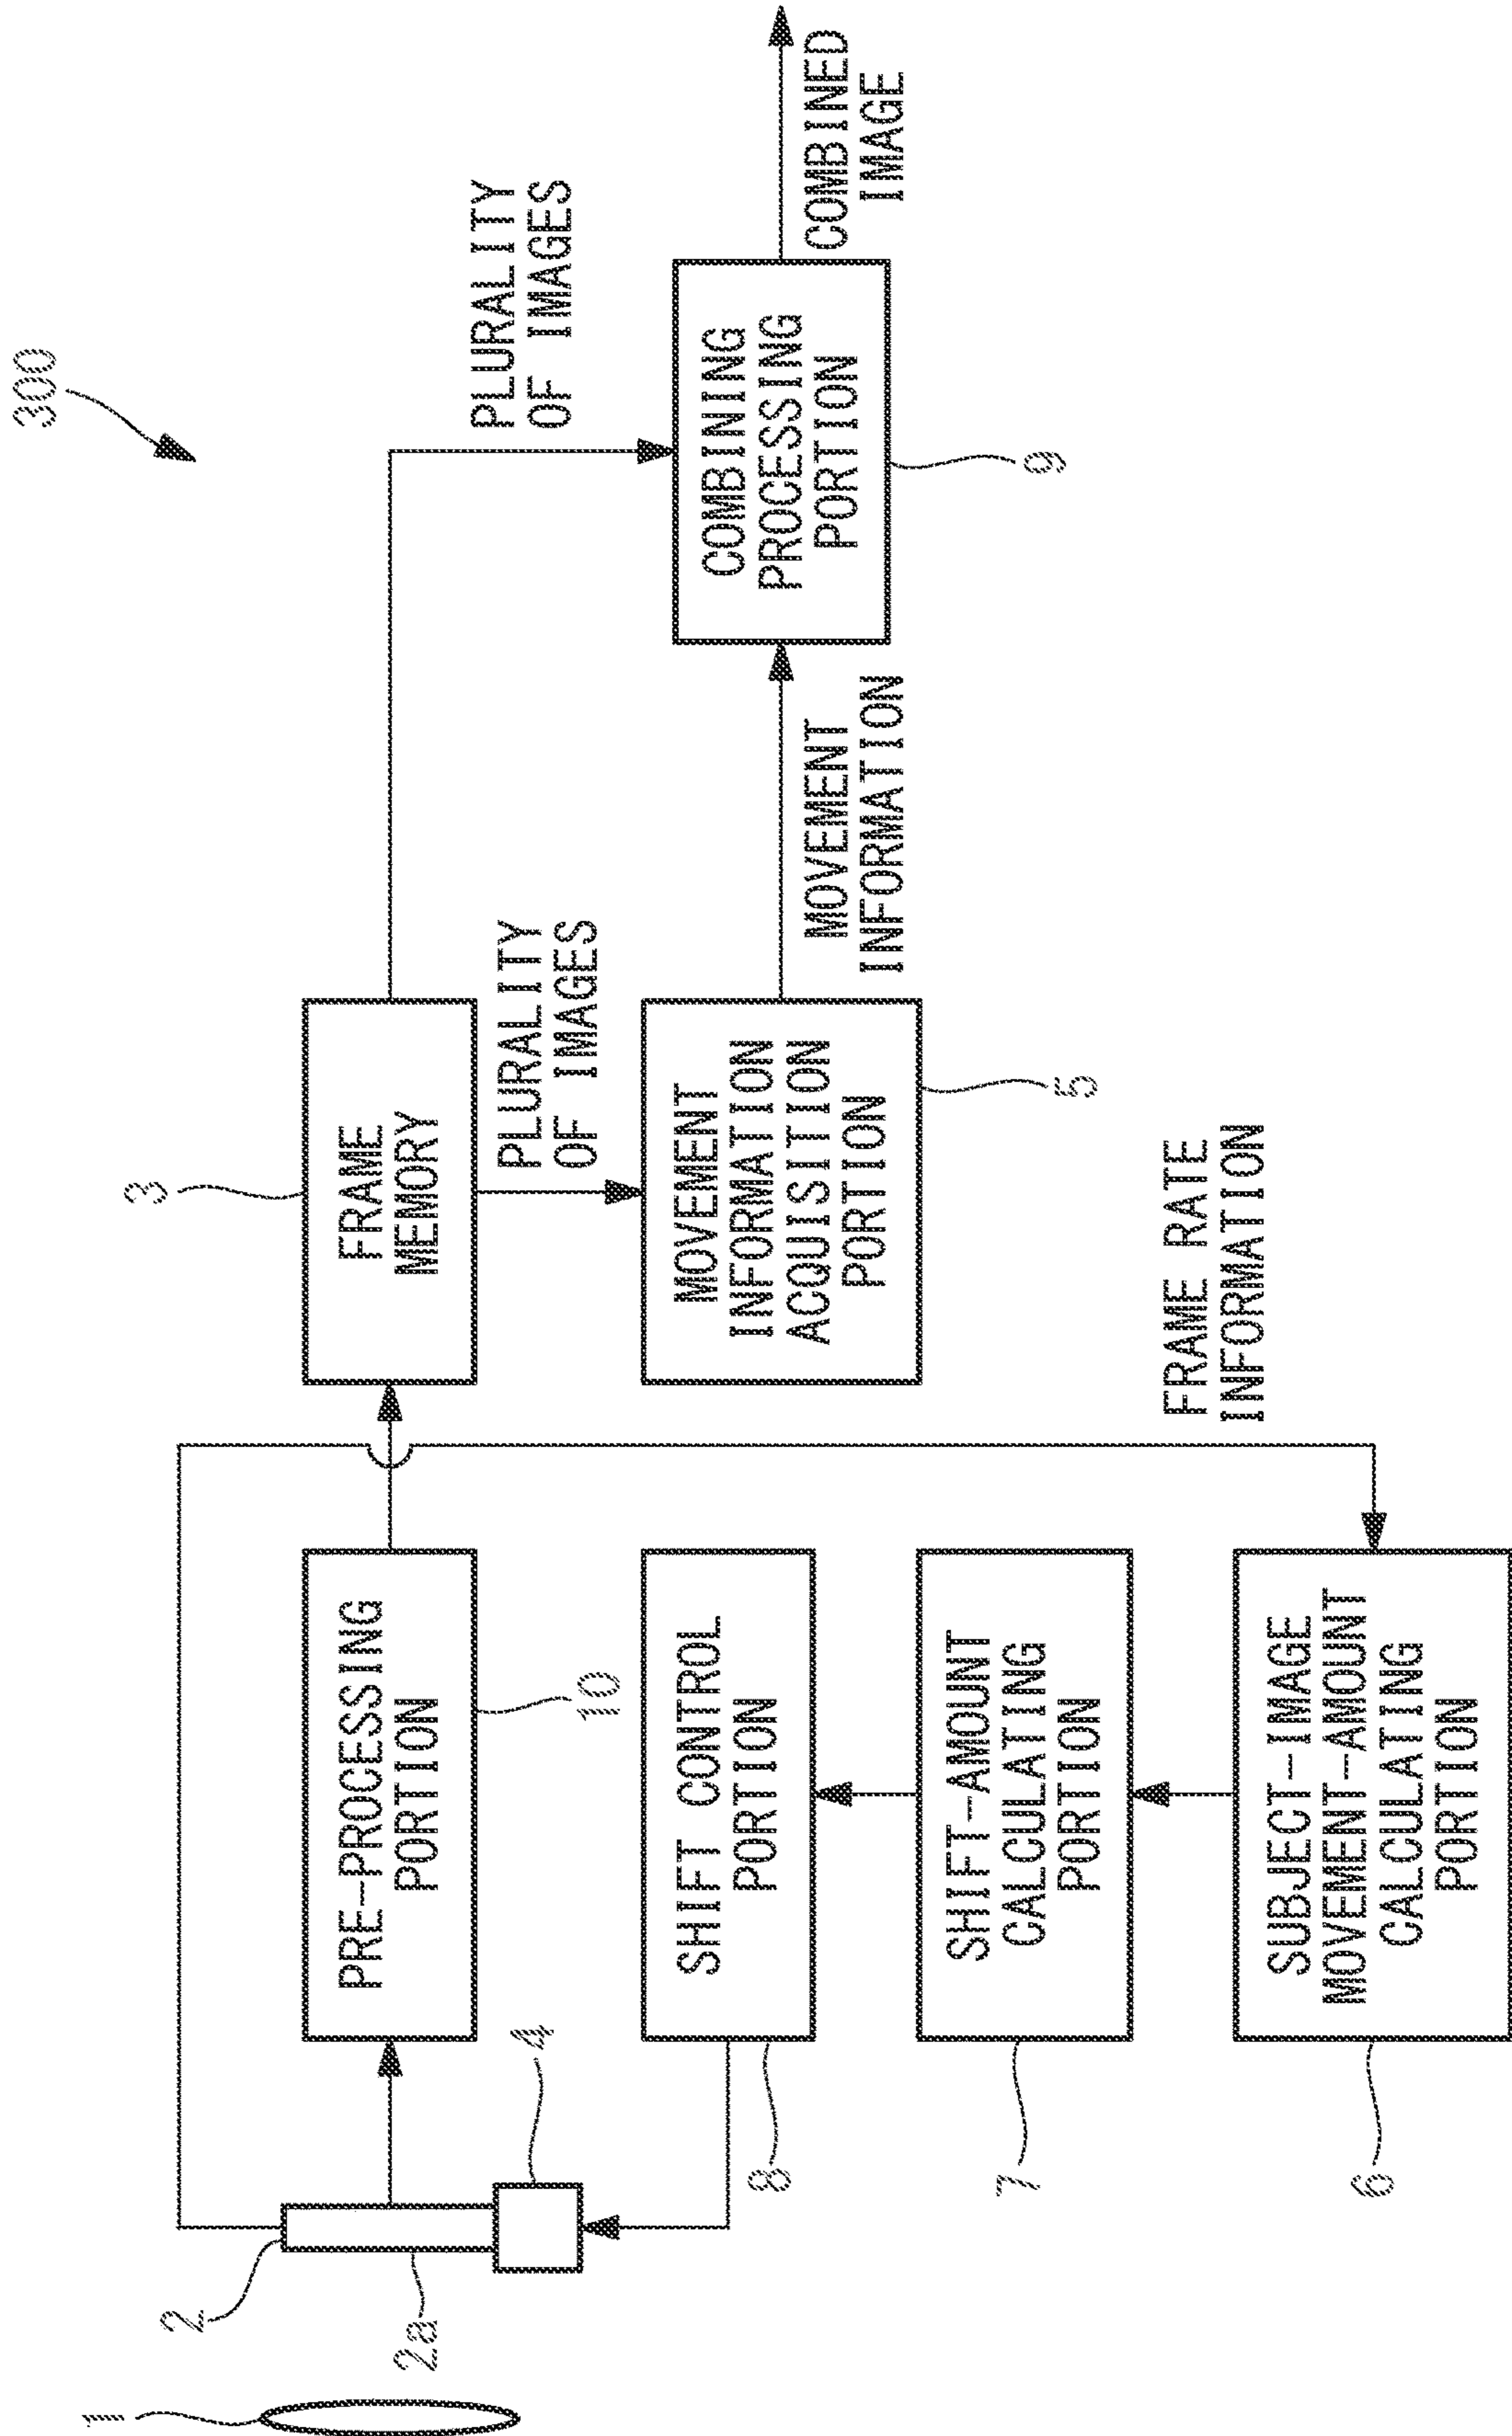 300
1
2
2a
4
PRE-PROCESSING
PORTION
10
3
FRAME
MEMORY
PLURALITY
OF IMAGES
PLURALITY
OF IMAGES
SHIFT CONTROL
PORTION
8
MOVEMENT
INFORMATION
ACQUISITION
PORTION
5
MOVEMENT
INFORMATION
COMBINING
PROCESSING
PORTION
9
COMBINED
IMAGE
SHIFT-AMOUNT
CALCULATING
PORTION
7
FRAME RATE
INFORMATION
SUBJECT-IMAGE
MOVEMENT-AMOUNT
CALCULATING
PORTION
6